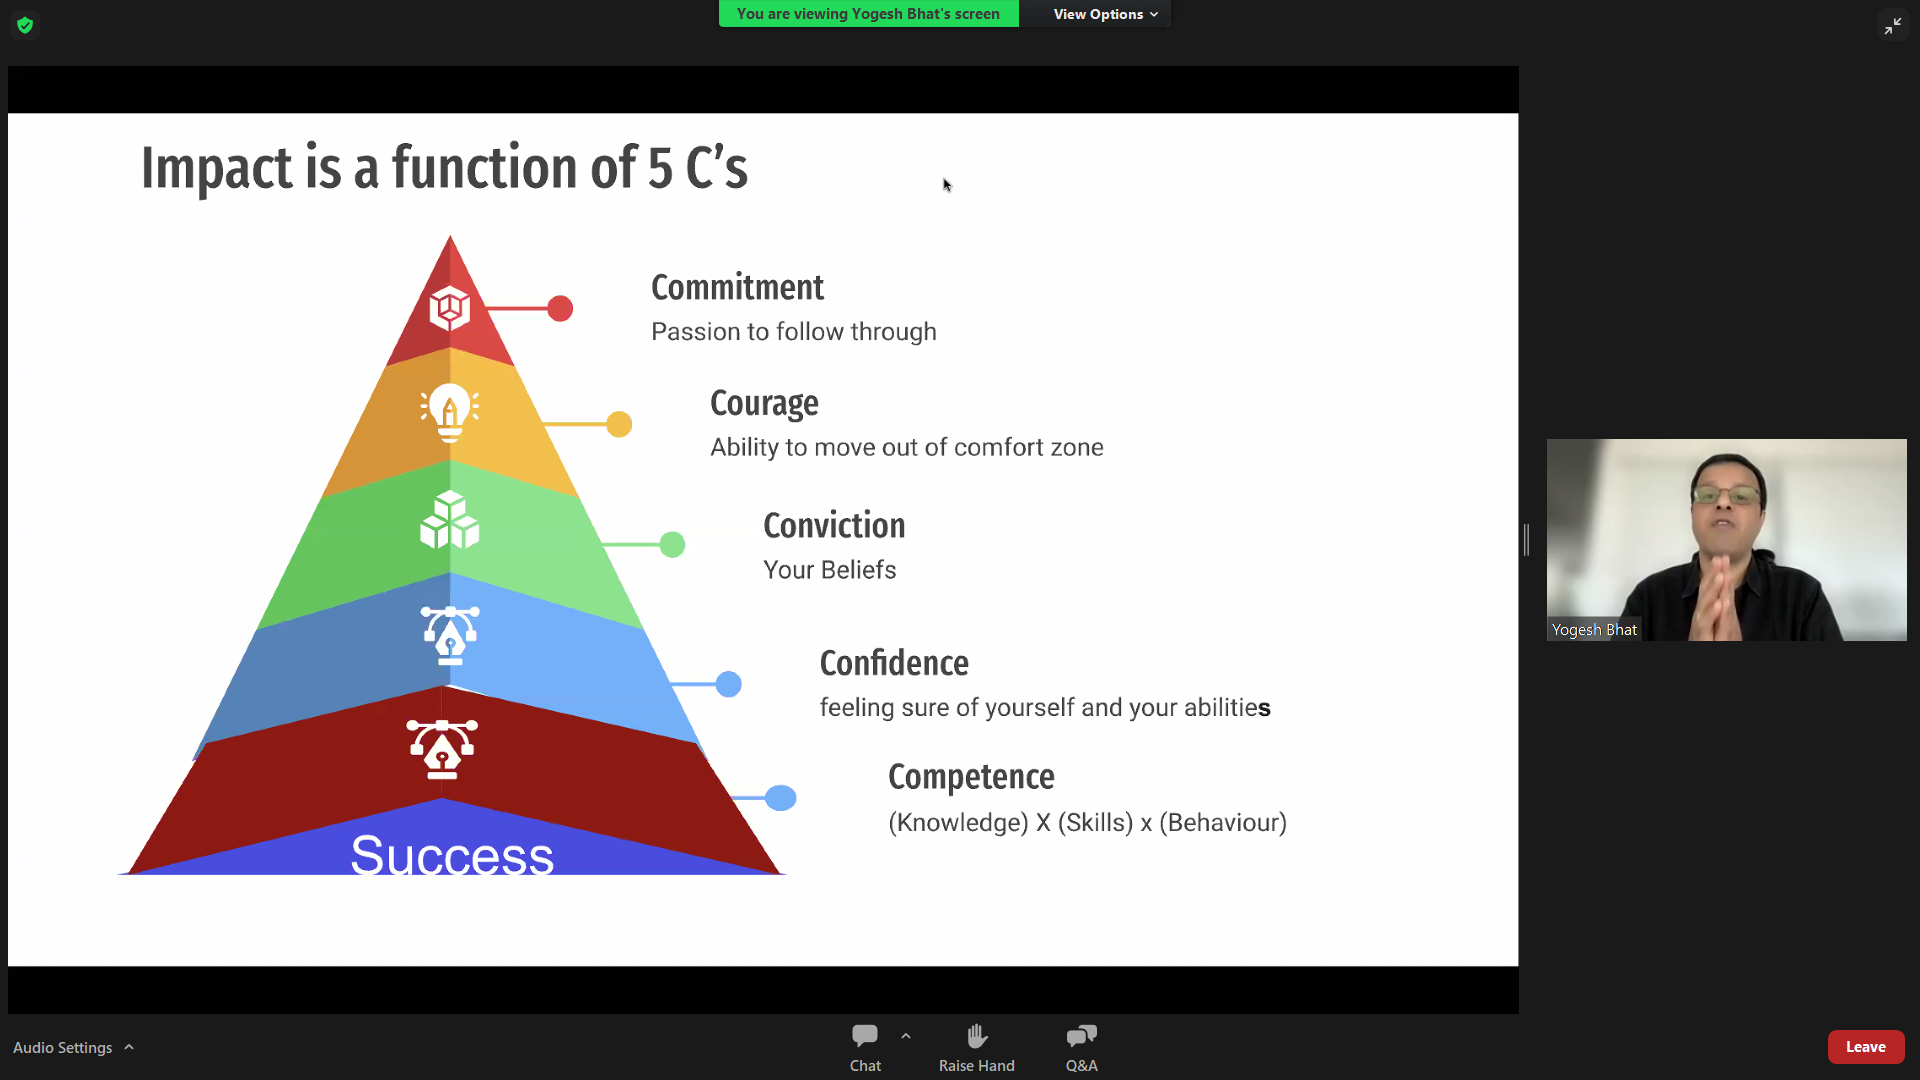 You are viewing Yogesh Bhat's screen
View Options
Impact is a function of 5 C's
Commitment
Passion to follow through
Courage
Ability to move out of comfort zone
Conviction
Your Beliefs
Confidence
feeling sure of yourself and your abilities
Competence
(Knowledge) X (Skills) x (Behaviour)
Success
Yogesh Bhat
Audio Settings
Chat
Raise Hand
Q&A
Leave